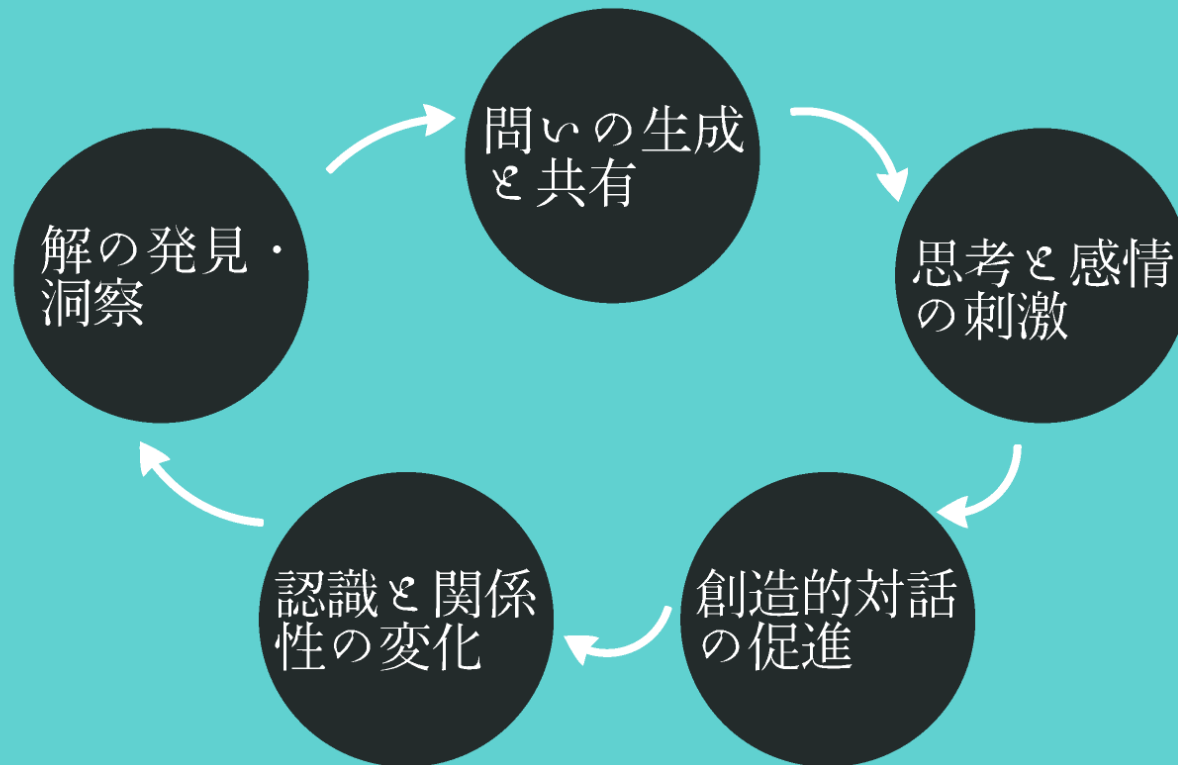 問いの生成
と共有
思考と感情
の刺激
創造的対話
の促進
認識と関係
性の変化
解の発見・
洞察